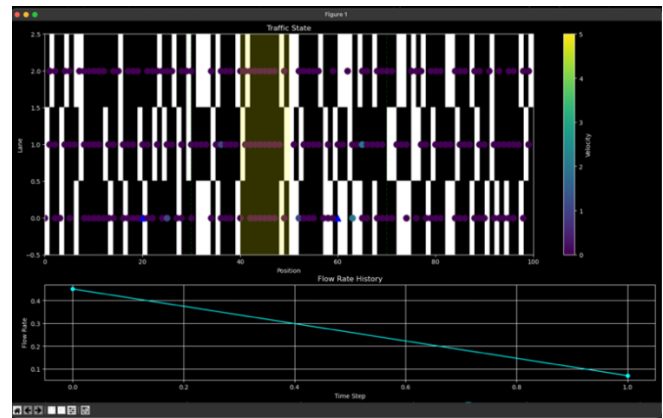 Figure 1
Traffic State
2.5
2.0
1.5
1.0
0.5
0.0
−0.5
Lane
0 20 40 60 80 100
Position
5
4
3
2
1
0
Velocity
Flow Rate History
0.4
0.3
0.2
0.1
Flow Rate
0.0 0.2 0.4 0.6 0.8 1.0
Time Step